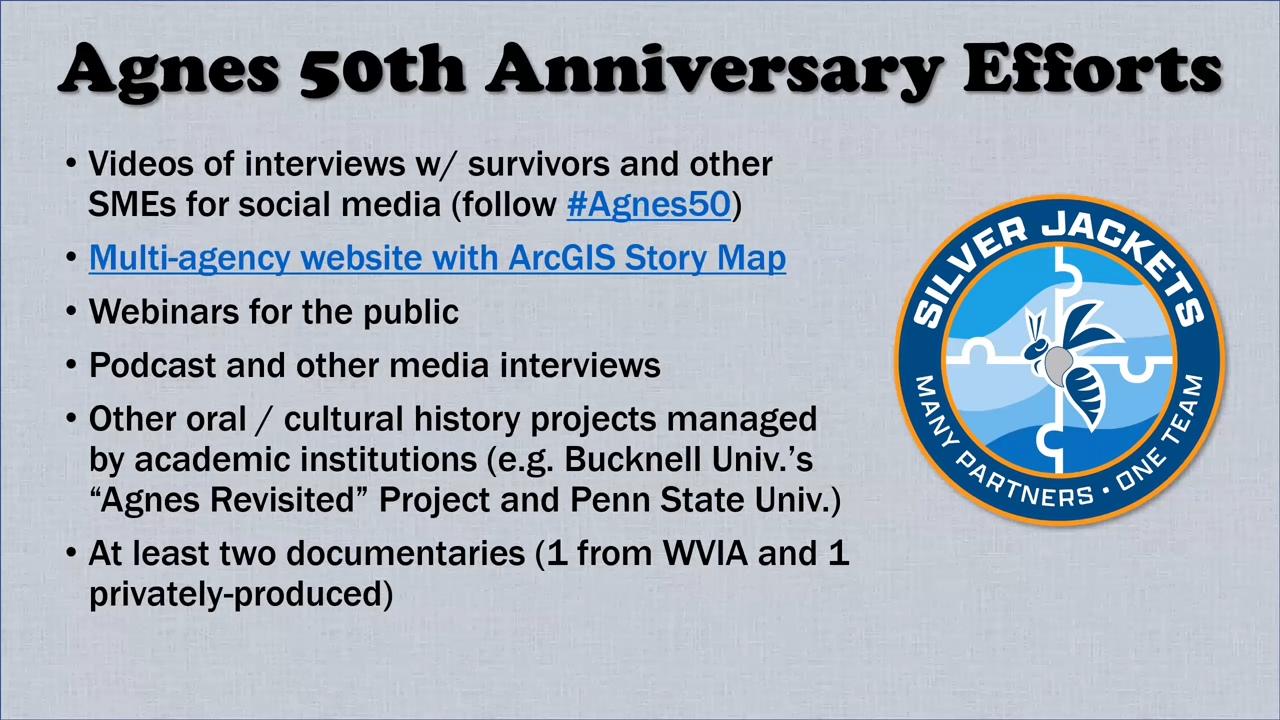 Agnes 50th Anniversary Efforts
• Videos of interviews w/ survivors and other
SMEs for social media (follow #Agnes50)
• Multi-agency website with ArcGIS Story Map
• Webinars for the public
• Podcast and other media interviews
• Other oral / cultural history projects managed
by academic institutions (e.g. Bucknell Univ.’s
“Agnes Revisited” Project and Penn State Univ.)
• At least two documentaries (1 from WVIA and 1
privately-produced)
SILVER JACKETS
MANY PARTNERS • ONE TEAM